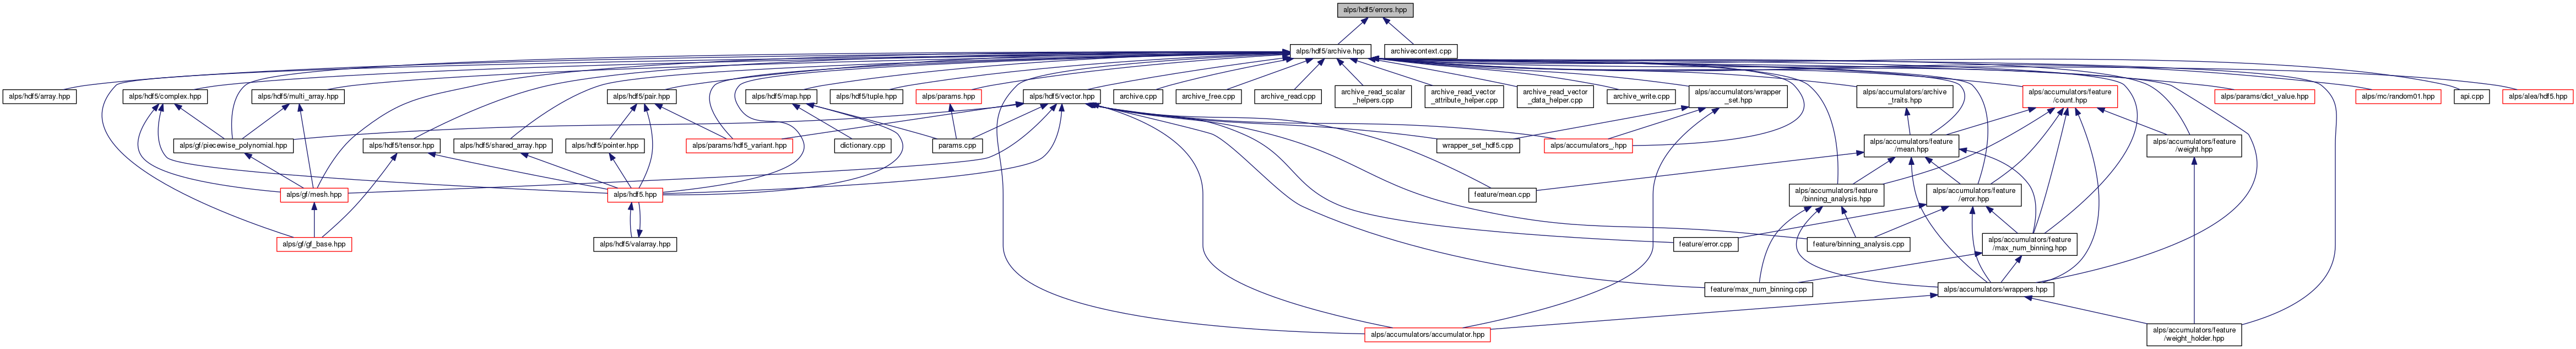 alps/hdf5/errors.hpp
alps/hdf5/archive.hpp
archivecontext.cpp
alps/hdf5/array.hpp
alps/hdf5/complex.hpp
alps/hdf5/multi_array.hpp
alps/hdf5/pair.hpp
alps/hdf5/map.hpp
alps/hdf5/tuple.hpp
alps/params.hpp
alps/hdf5/vector.hpp
archive.cpp
archive_free.cpp
archive_read.cpp
archive_read_scalar
_helpers.cpp
archive_read_vector
_attribute_helper.cpp
archive_read_vector
_data_helper.cpp
archive_write.cpp
alps/accumulators/wrapper
_set.hpp
alps/accumulators/archive
_traits.hpp
alps/accumulators/feature
/count.hpp
alps/params/dict_value.hpp
alps/mc/random01.hpp
api.cpp
alps/alea/hdf5.hpp
alps/gf/piecewise_polynomial.hpp
alps/hdf5/tensor.hpp
alps/hdf5/shared_array.hpp
alps/hdf5/pointer.hpp
alps/params/hdf5_variant.hpp
dictionary.cpp
params.cpp
wrapper_set_hdf5.cpp
alps/accumulators_.hpp
alps/accumulators/feature
/mean.hpp
alps/accumulators/feature
/weight.hpp
alps/gf/mesh.hpp
alps/hdf5.hpp
feature/mean.cpp
alps/accumulators/feature
/binning_analysis.hpp
alps/accumulators/feature
/error.hpp
alps/gf/gf_base.hpp
alps/hdf5/valarray.hpp
feature/error.cpp
feature/binning_analysis.cpp
alps/accumulators/feature
/max_num_binning.hpp
feature/max_num_binning.cpp
alps/accumulators/wrappers.hpp
alps/accumulators/accumulator.hpp
alps/accumulators/feature
/weight_holder.hpp